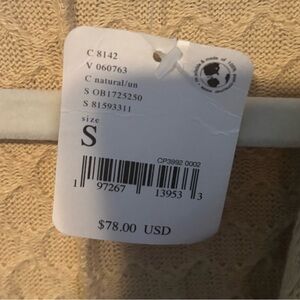 C 8142
V 060763
C natural/un
S OB1725250
S 81593311
size
S
CP3992 0002
1 97267 13953 3
$78.00 USD